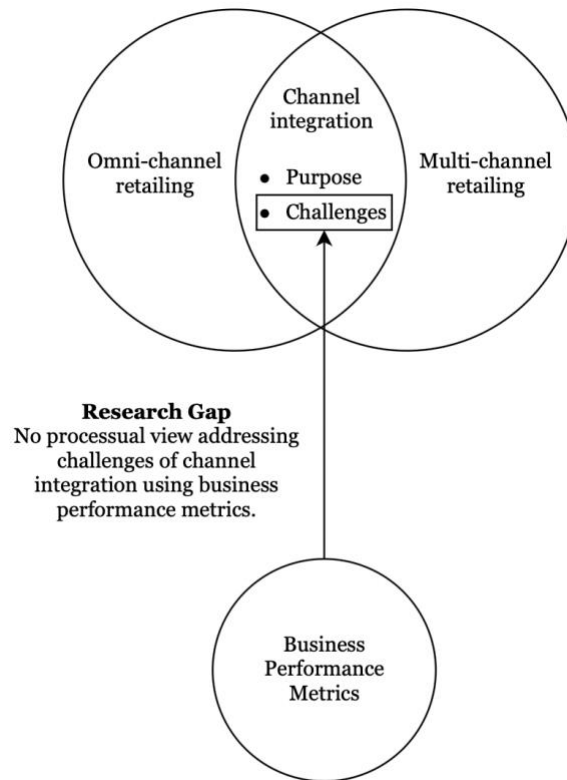 Channel
integration
Omni-channel
retailing
Multi-channel
retailing
• Purpose
• Challenges
Research Gap
No processual view addressing
challenges of channel
integration using business
performance metrics.
Business
Performance
Metrics